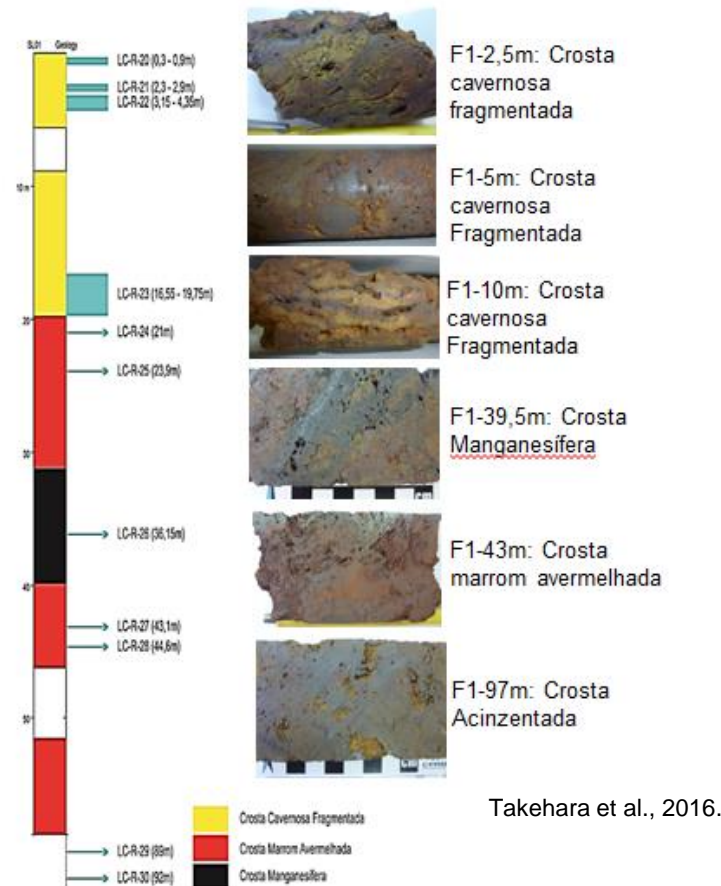 SL01 Geology
LC-R-20 (0,3 - 0,9m)
LC-R-21 (2,3 - 2,9m)
LC-R-22 (3,15 - 4,35m)
10 m
LC-R-23 (16,55 - 19,75m)
20
LC-R-24 (21m)
LC-R-25 (23,9m)
30
LC-R-26 (36,15m)
40
LC-R-27 (43,1m)
LC-R-28 (44,6m)
50
LC-R-29 (89m)
LC-R-30 (92m)
F1-2,5m: Crosta
cavernosa
fragmentada
F1-5m: Crosta
cavernosa
Fragmentada
F1-10m: Crosta
cavernosa
Fragmentada
F1-39,5m: Crosta
Manganesífera
cm
F1-43m: Crosta
marrom avermelhada
F1-97m: Crosta
Acinzentada
cm
Takehara et al., 2016.
Crosta Cavernosa Fragmentada
Crosta Marrom Avermelhada
Crosta Manganesífera